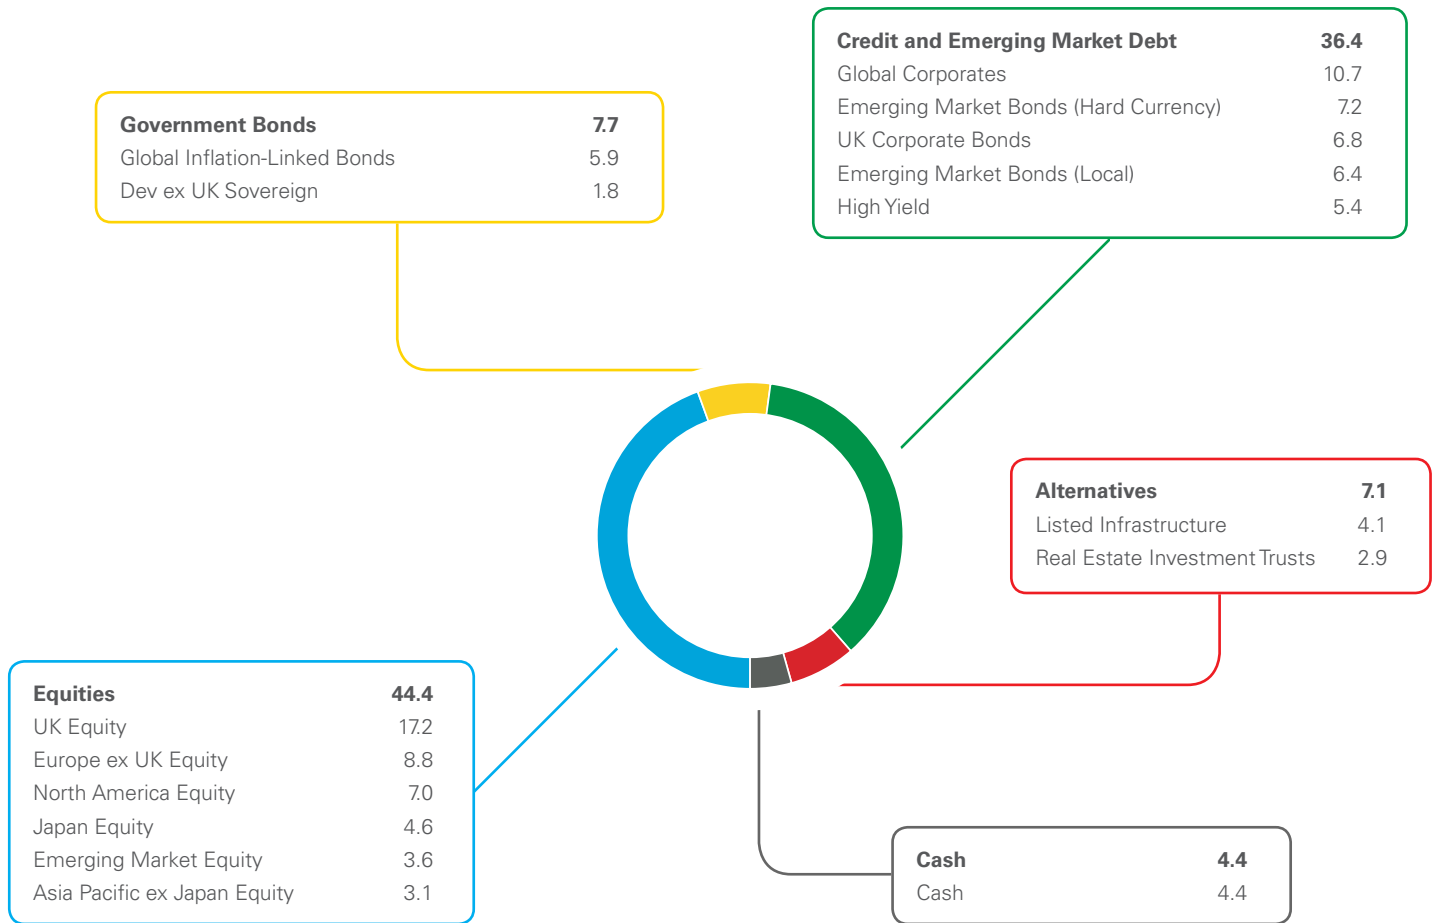 Credit and Emerging Market Debt 36.4
Global Corporates 10.7
Emerging Market Bonds (Hard Currency) 7.2
UK Corporate Bonds 6.8
Emerging Market Bonds (Local) 6.4
High Yield 5.4
Government Bonds 7.7
Global Inflation-Linked Bonds 5.9
Dev ex UK Sovereign 1.8
Alternatives 7.1
Listed Infrastructure 4.1
Real Estate Investment Trusts 2.9
Equities 44.4
UK Equity 17.2
Europe ex UK Equity 8.8
North America Equity 7.0
Japan Equity 4.6
Emerging Market Equity 3.6
Asia Pacific ex Japan Equity 3.1
Cash 4.4
Cash 4.4